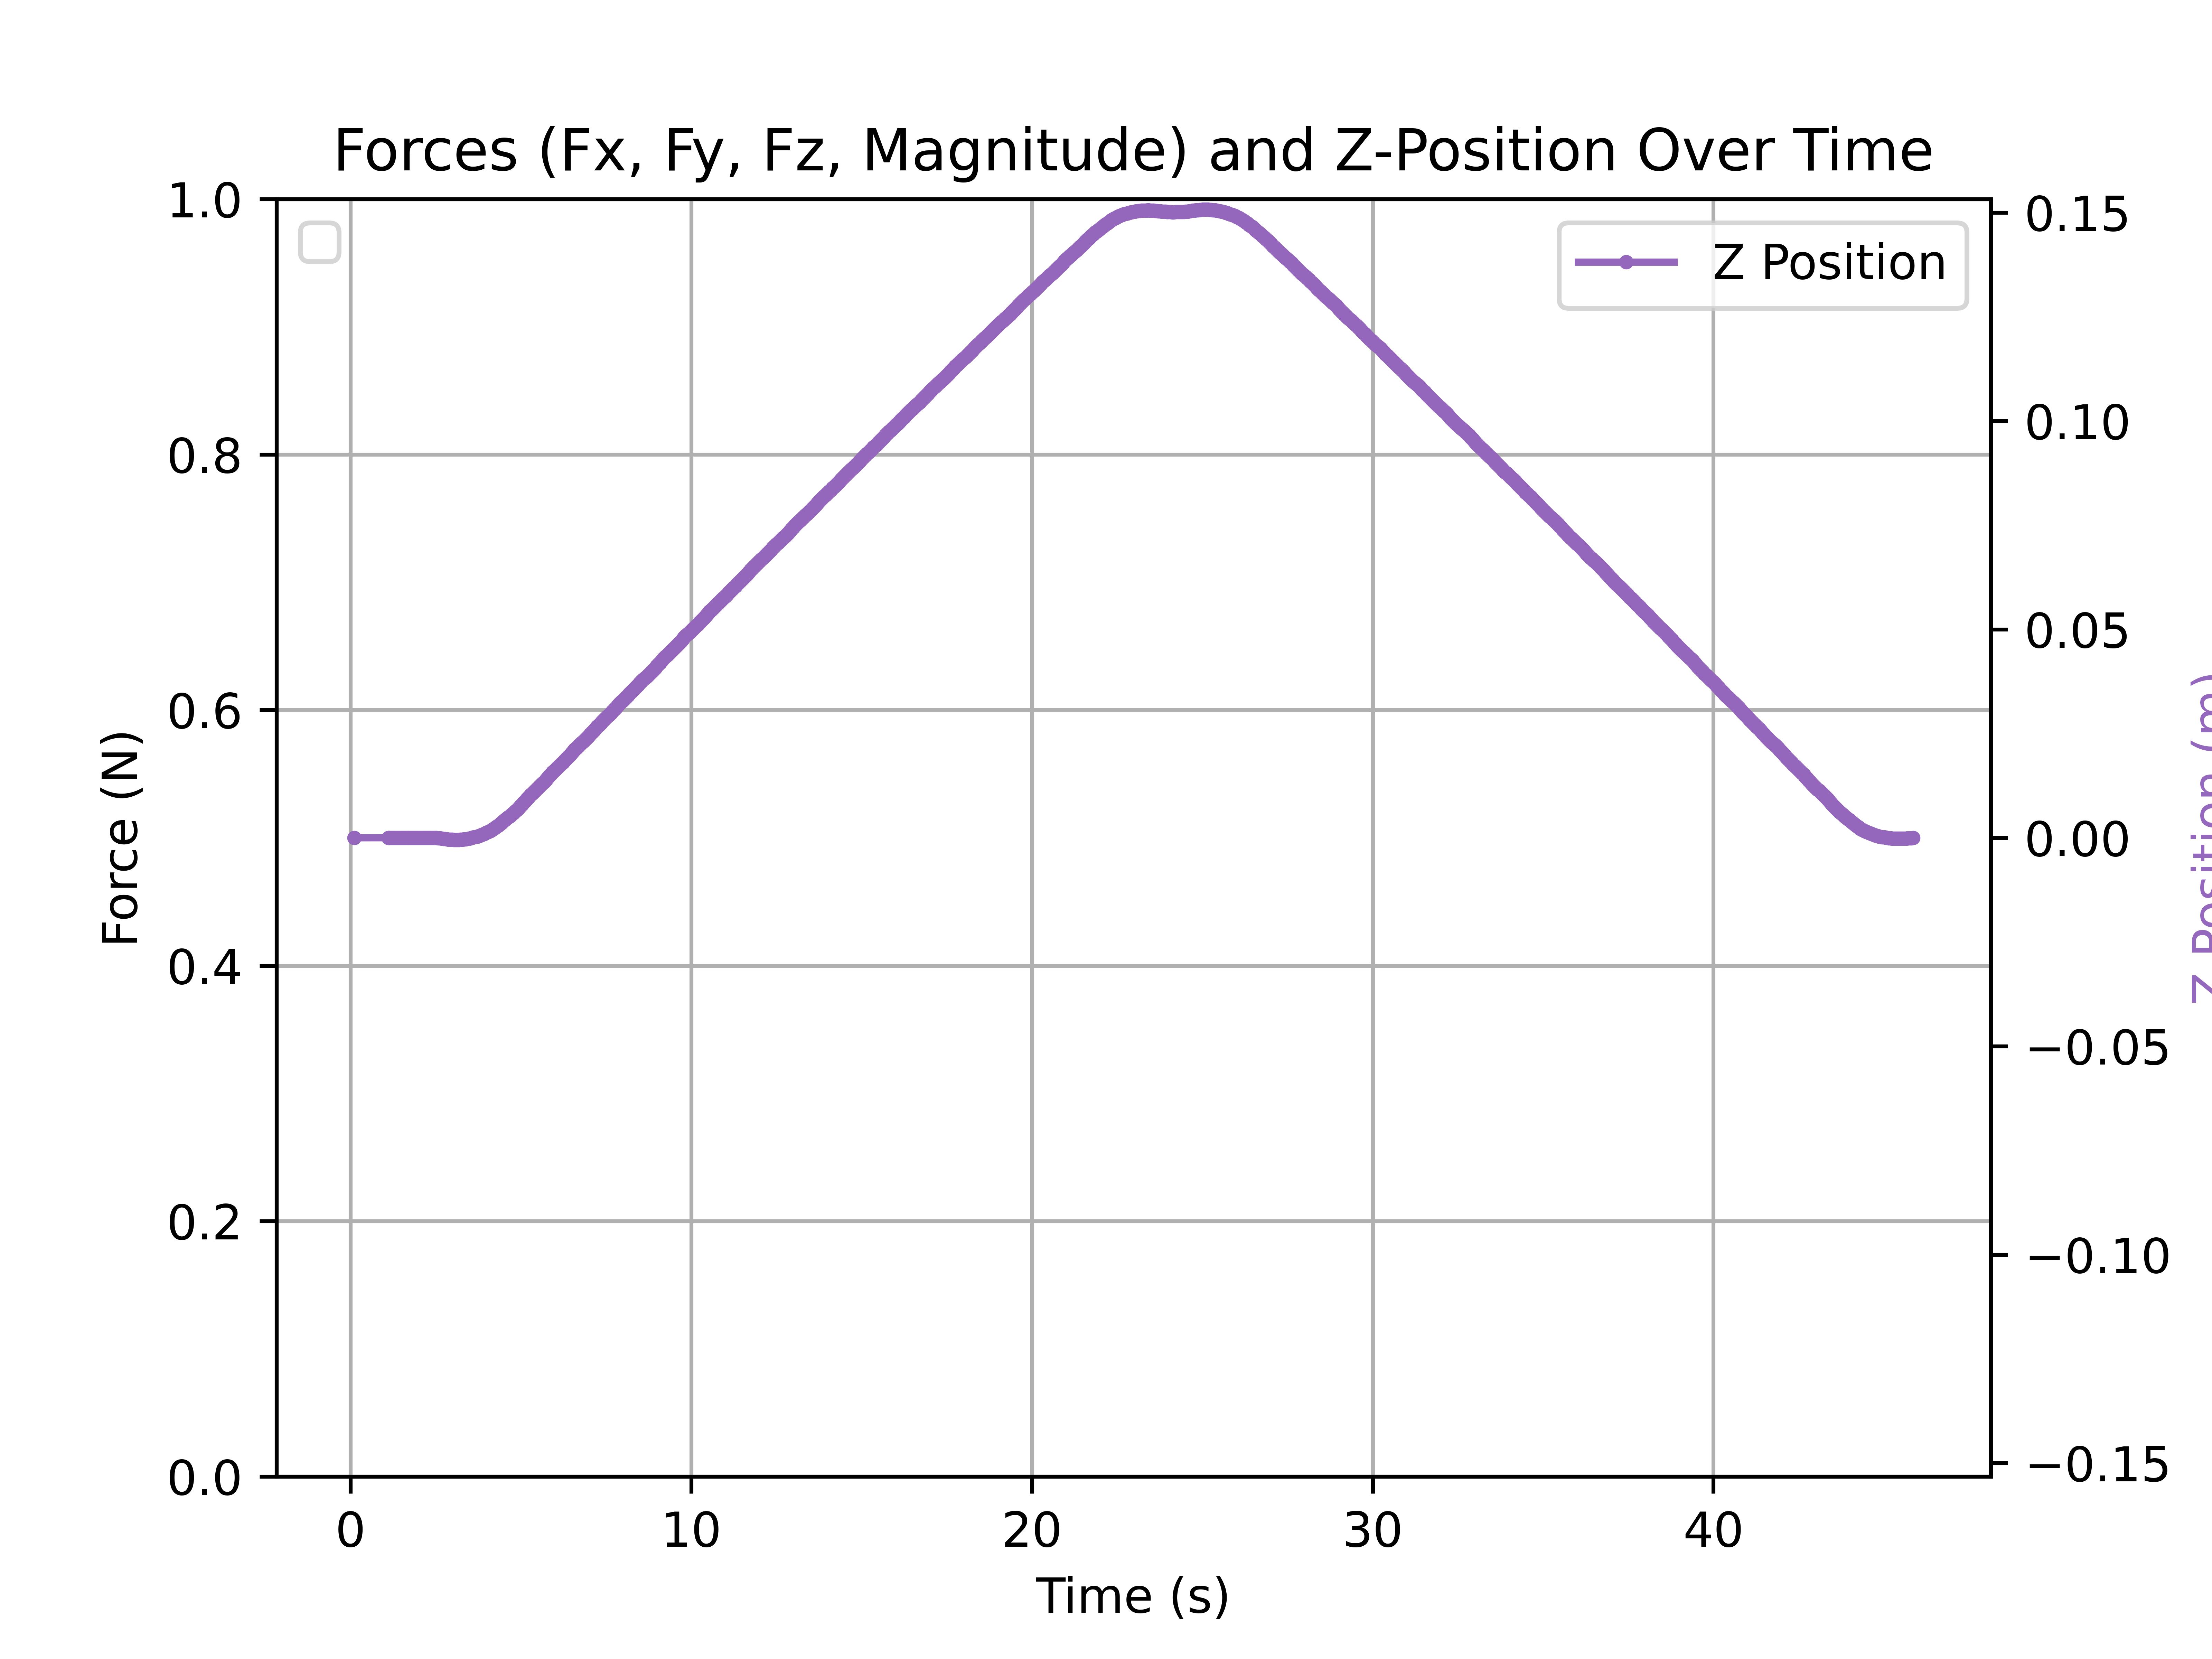 Forces (Fx, Fy, Fz, Magnitude) and Z-Position Over Time
1.0
0.8
0.6
0.4
0.2
0.0
Force (N)
Z Position
0.15
0.10
0.05
0.00
−0.05
−0.10
−0.15
Z Position (m)
0 10 20 30 40
Time (s)